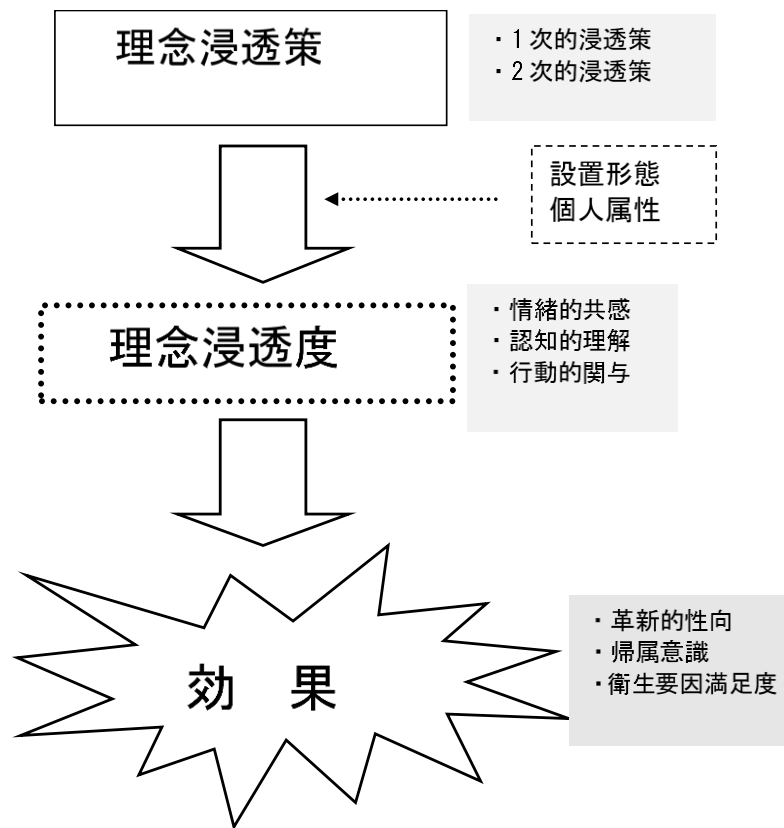 理念浸透策
・1次的浸透策
・2次的浸透策
設置形態
個人属性
理念浸透度
・情緒的共感
・認知的理解
・行動的関与
効　果
・革新的性向
・帰属意識
・衛生要因満足度